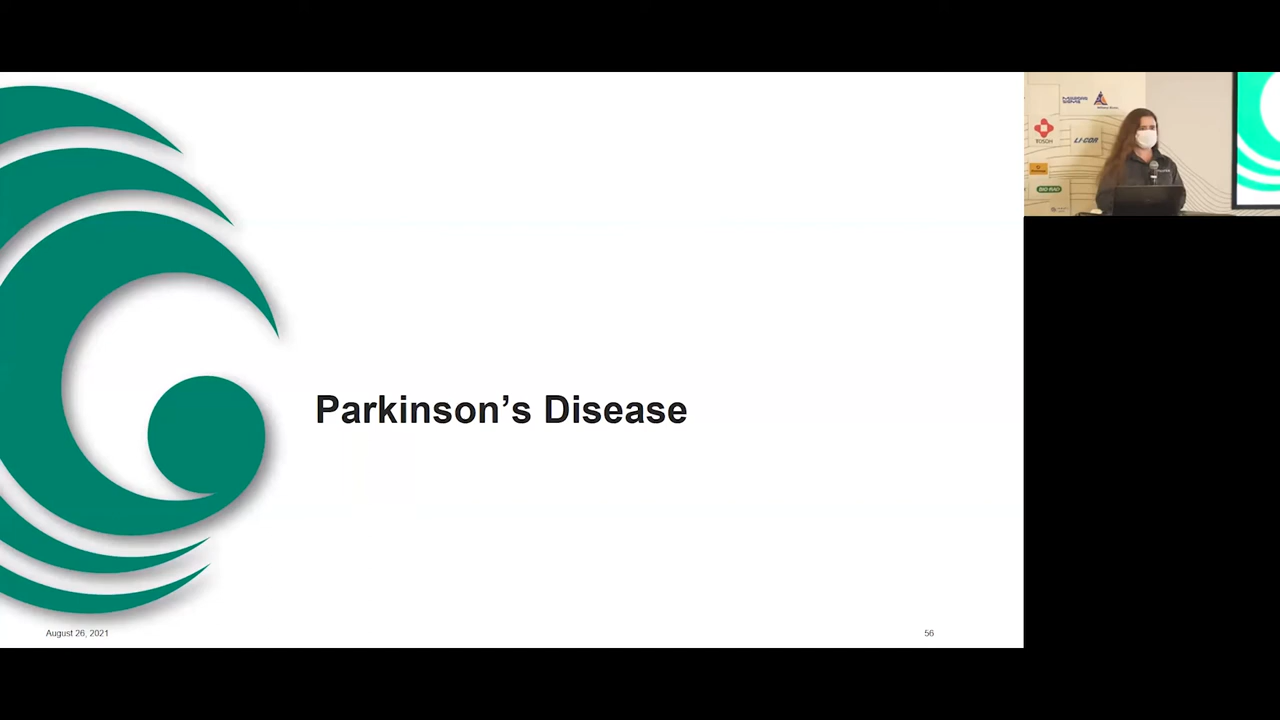 Parkinson's Disease
August 26, 2021
56
TOSOH
LI-COR
BIO RAD